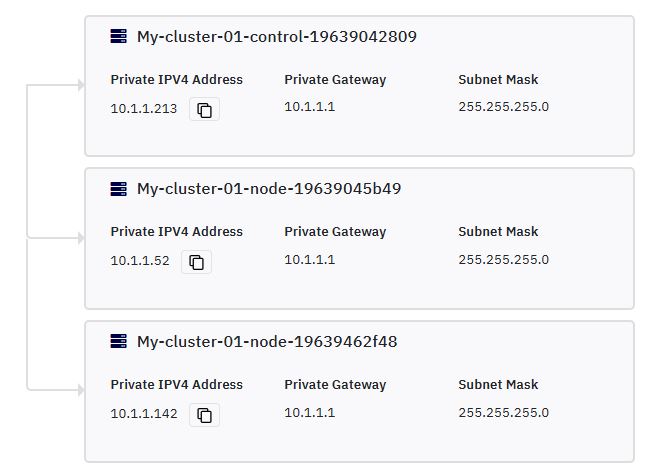 My-cluster-01-control-19639042809
Private IPV4 Address Private Gateway Subnet Mask
10.1.1.213 10.1.1.1 255.255.255.0
My-cluster-01-node-19639045b49
Private IPV4 Address Private Gateway Subnet Mask
10.1.1.52 10.1.1.1 255.255.255.0
My-cluster-01-node-19639462f48
Private IPV4 Address Private Gateway Subnet Mask
10.1.1.142 10.1.1.1 255.255.255.0